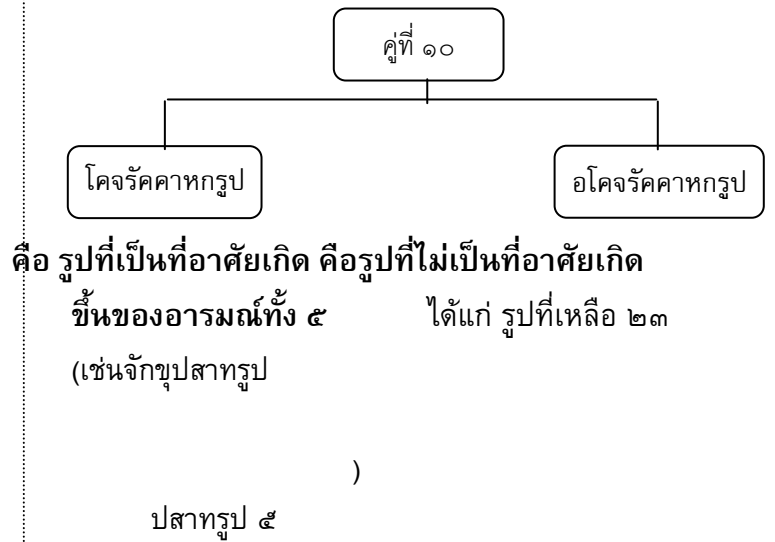 คู่ที่ ๑๐
โคจรัคคาหกรูป
อโคจรัคคาหกรูป
คือ รูปที่เป็นที่อาศัยเกิด คือรูปที่ไม่เป็นที่อาศัยเกิด
ขึ้นของอารมณ์ทั้ง ๕ ได้แก่ รูปที่เหลือ ๒๓
(เช่นจักขุปสาทรูป
)
ปสาทรูป ๕